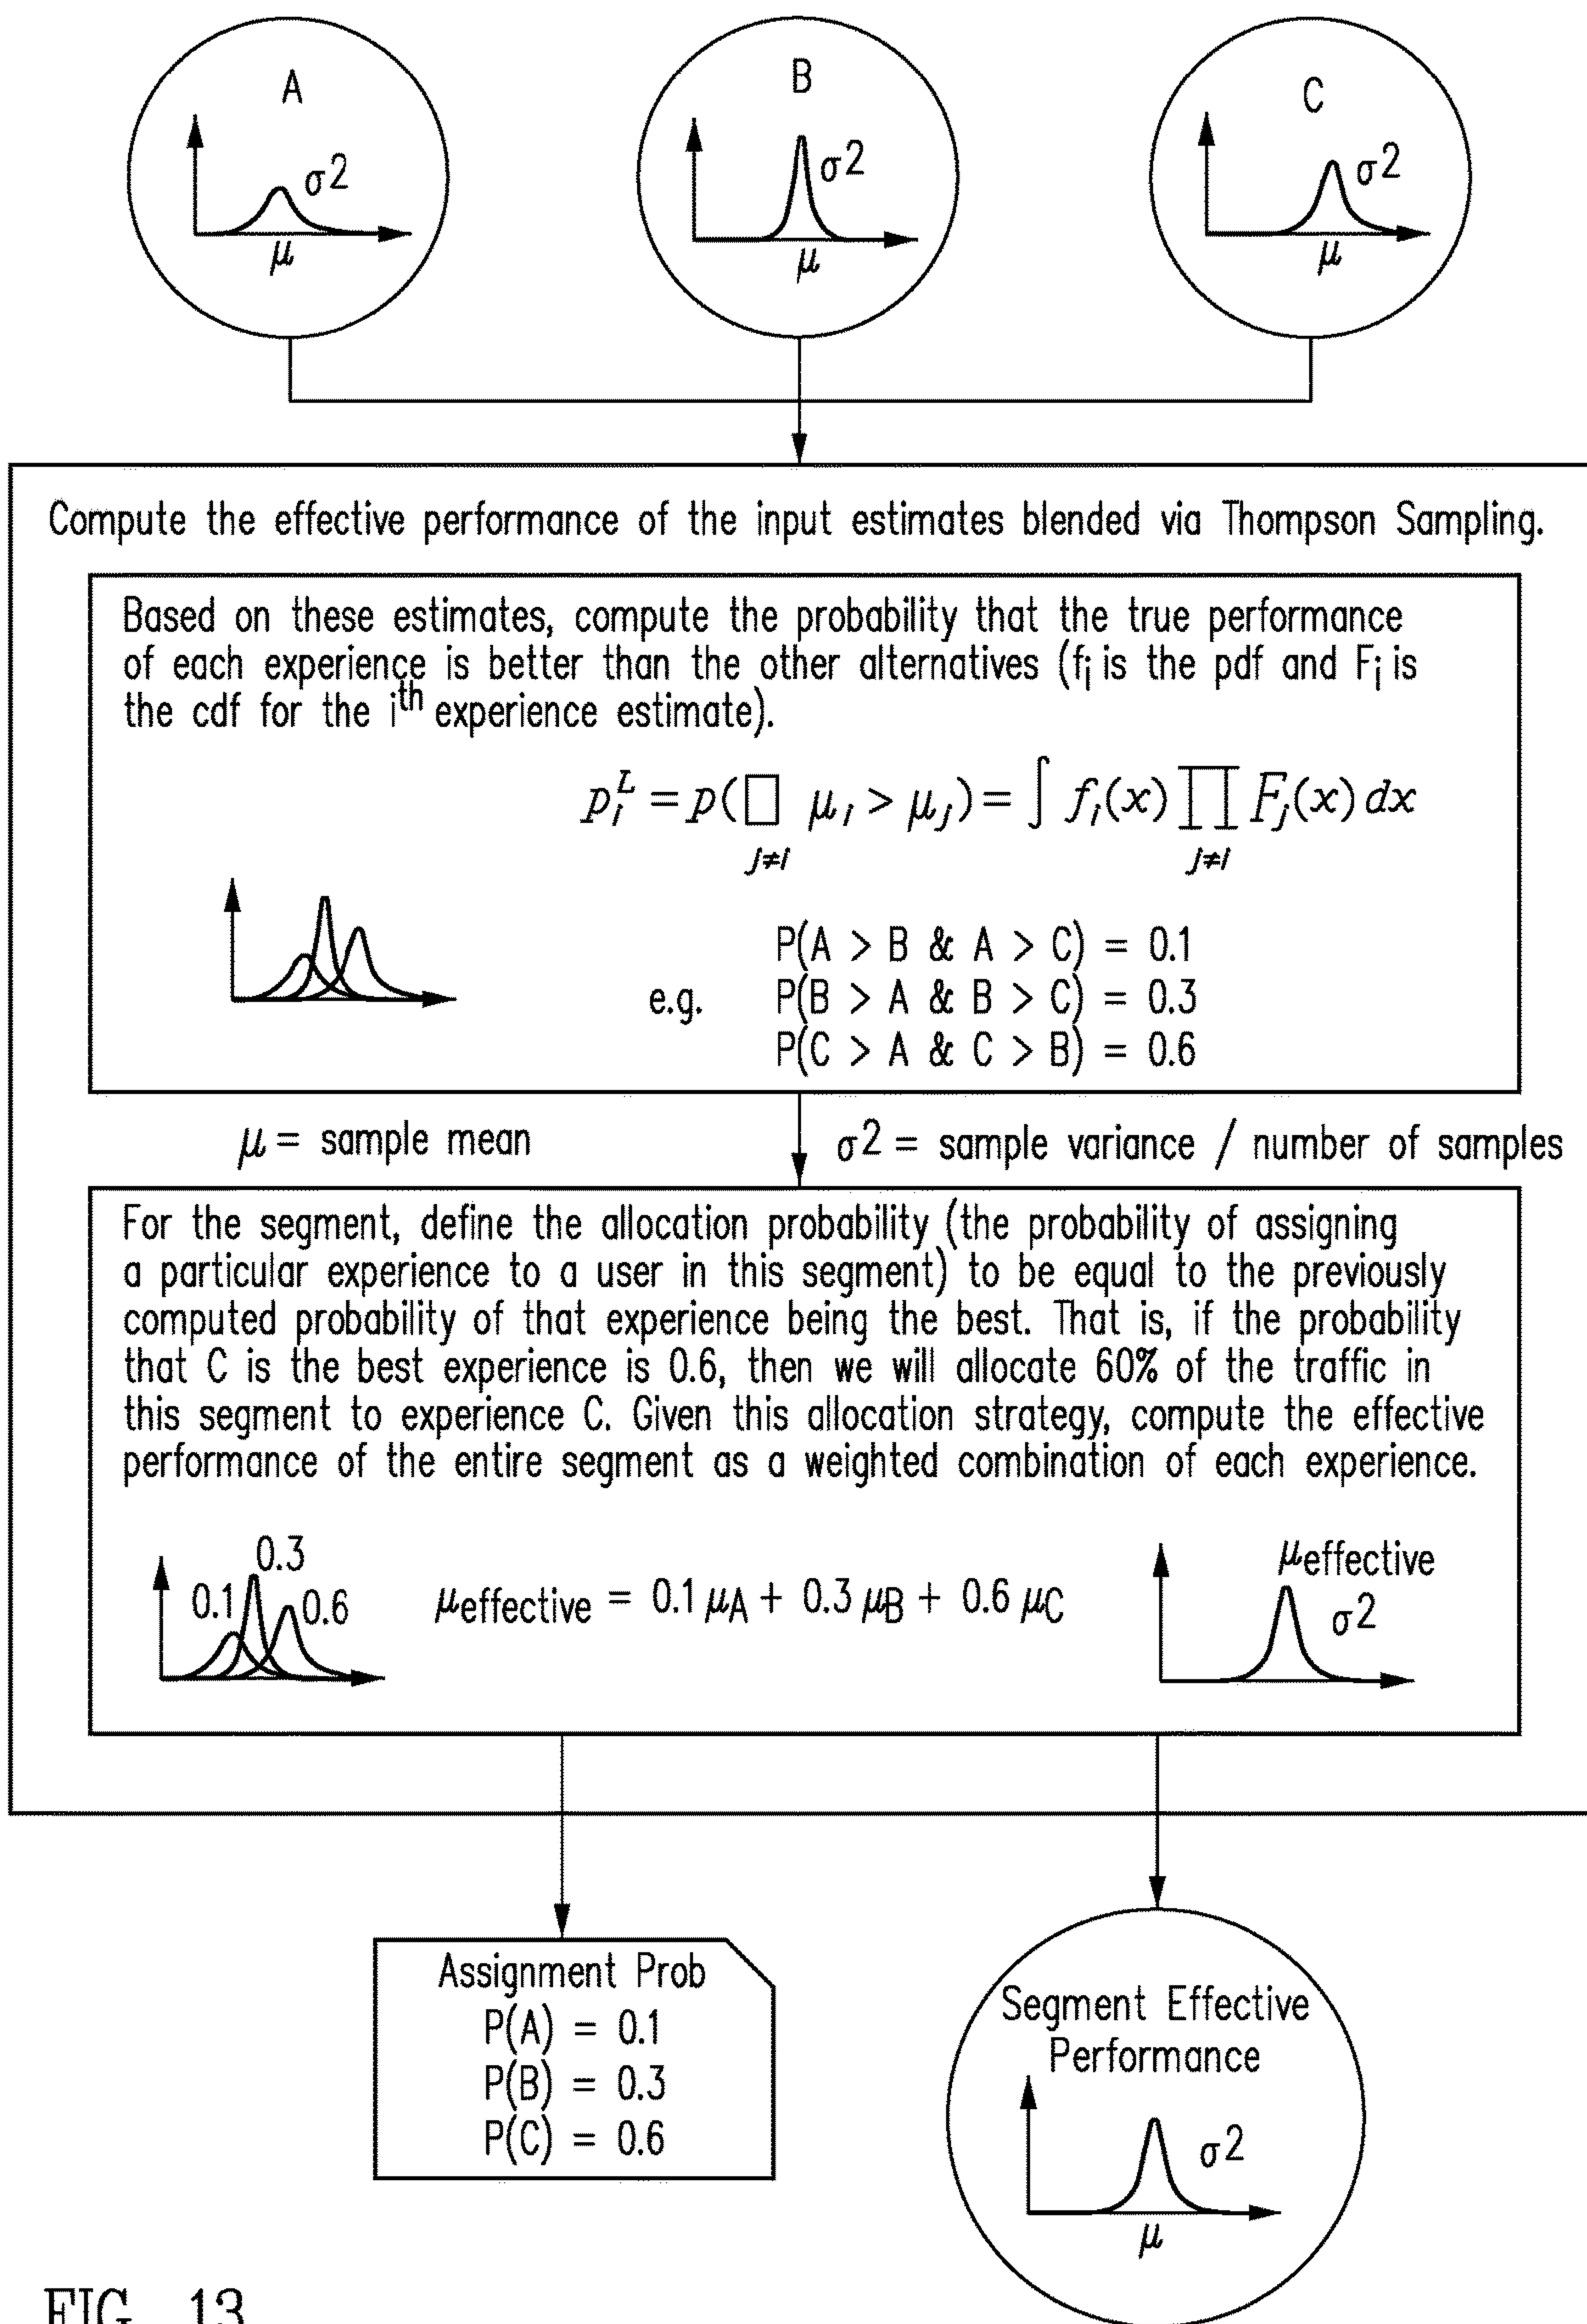 A
σ2
μ
B
σ2
μ
C
σ2
μ
Compute the effective performance of the input estimates blended via Thompson Sampling.
Based on these estimates, compute the probability that the true performance
of each experience is better than the other alternatives (fi is the pdf and Fi is
the cdf for the ith experience estimate).
p_i^L = p(□ μi > μj) = ∫ fi(x) ∏ Fj(x) dx
j≠i j≠i
P(A > B & A > C) = 0.1
e.g. P(B > A & B > C) = 0.3
P(C > A & C > B) = 0.6
μ = sample mean
σ2 = sample variance / number of samples
For the segment, define the allocation probability (the probability of assigning
a particular experience to a user in this segment) to be equal to the previously
computed probability of that experience being the best. That is, if the probability
that C is the best experience is 0.6, then we will allocate 60% of the traffic in
this segment to experience C. Given this allocation strategy, compute the effective
performance of the entire segment as a weighted combination of each experience.
0.3
0.1 0.6
μeffective = 0.1 μA + 0.3 μB + 0.6 μC
μeffective
σ2
Assignment Prob
P(A) = 0.1
P(B) = 0.3
P(C) = 0.6
Segment Effective
Performance
σ2
μ
FIG. 13